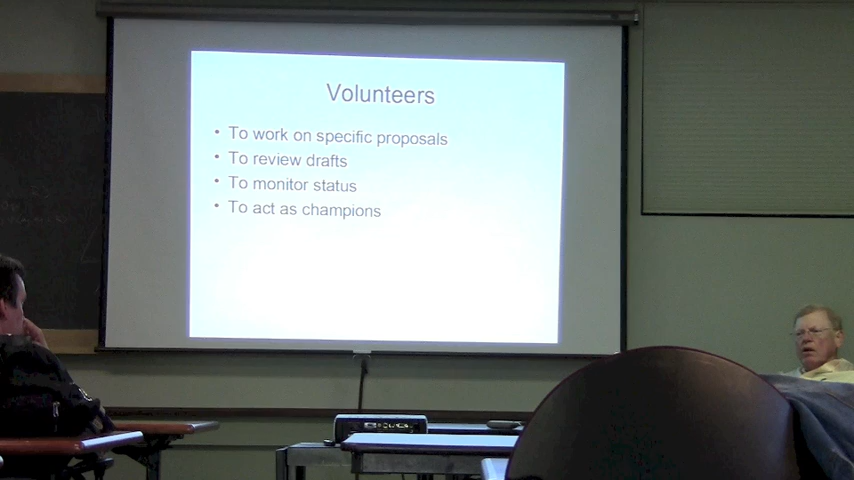 Volunteers
• To work on specific proposals
• To review drafts
• To monitor status
• To act as champions